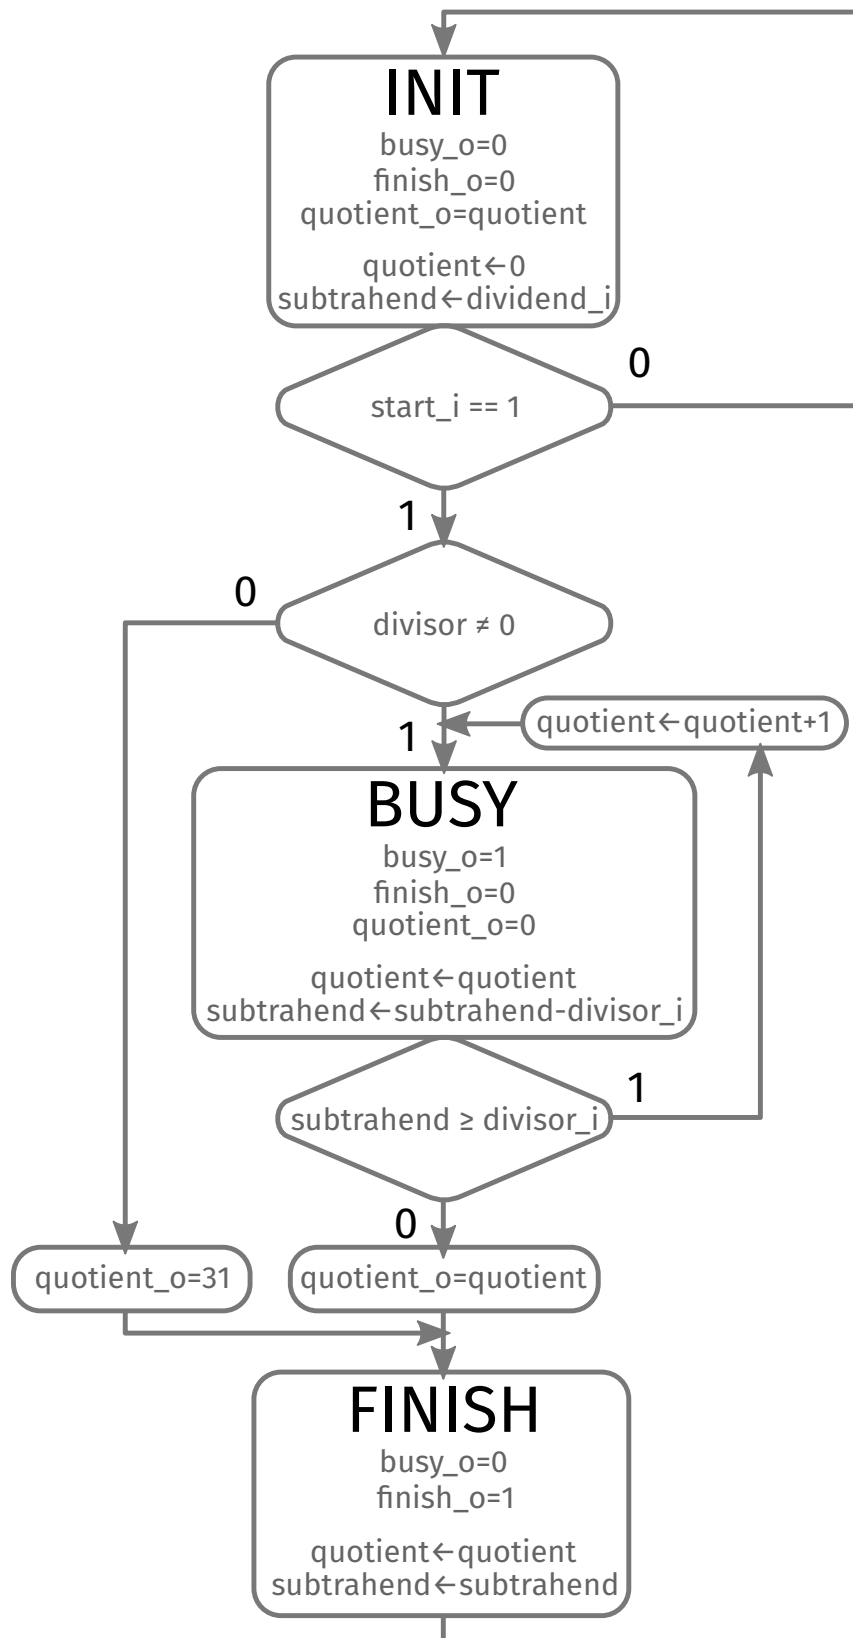 INIT
busy_o=0
finish_o=0
quotient_o=quotient
quotient←0
subtrahend←dividend_i
0
start_i == 1
1
0
divisor ≠ 0
quotient←quotient+1
1
BUSY
busy_o=1
finish_o=0
quotient_o=0
quotient←quotient
subtrahend←subtrahend-divisor_i
1
subtrahend ≥ divisor_i
0
quotient_o=31
quotient_o=quotient
FINISH
busy_o=0
finish_o=1
quotient←quotient
subtrahend←subtrahend